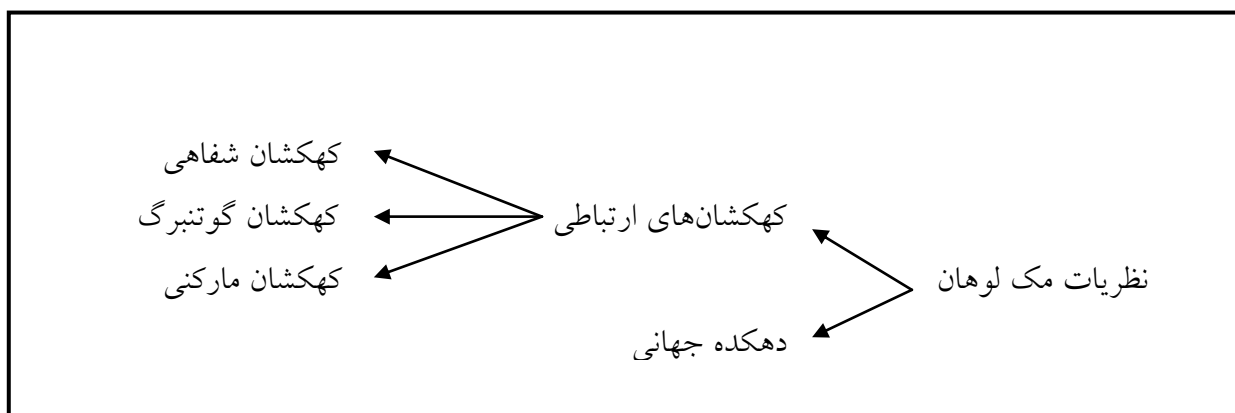 نظریات مک لوهان
کهکشان‌های ارتباطی
کهکشان شفاهی
کهکشان گوتنبرگ
کهکشان مارکنی
دهکده جهانی